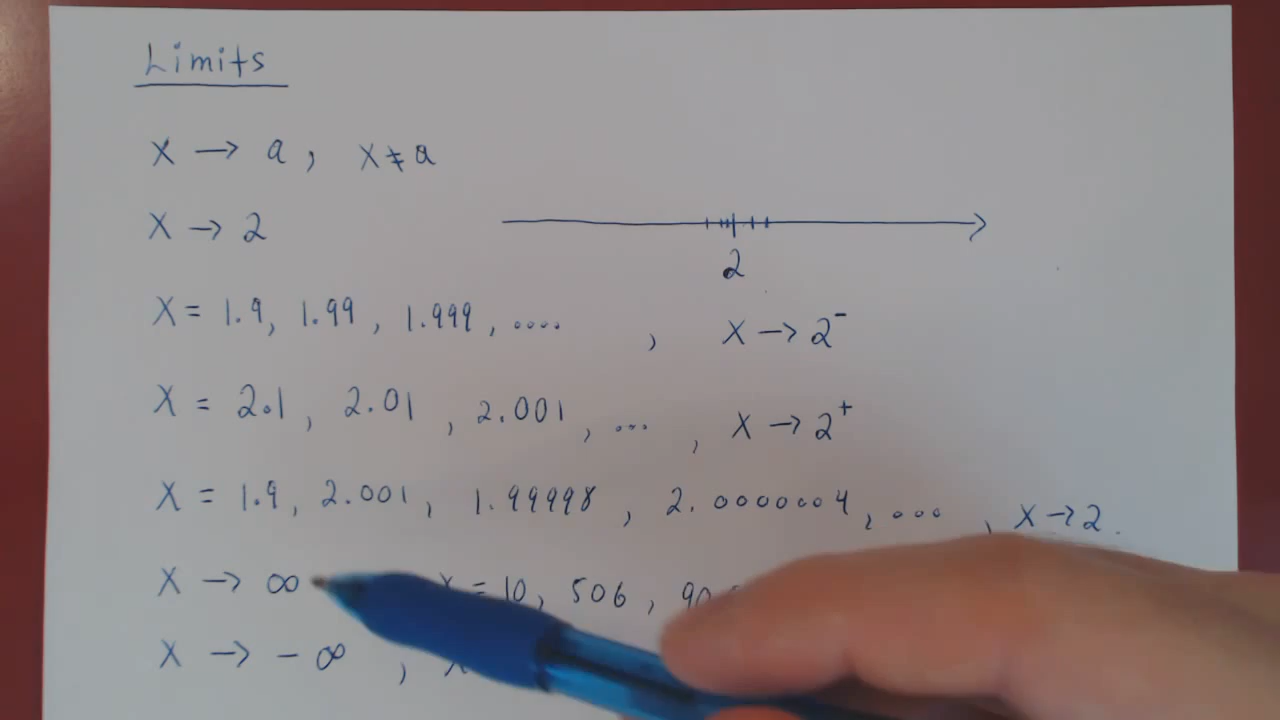 Limits
x → a, x ≠ a
x → 2
2
x = 1.9, 1.99, 1.999, .... , x → 2⁻
x = 2.1, 2.01, 2.001, ... , x → 2⁺
x = 1.9, 2.001, 1.99998, 2.0000004, ... , x → 2.
x → ∞ x = 10, 506, 90
x → -∞ , x